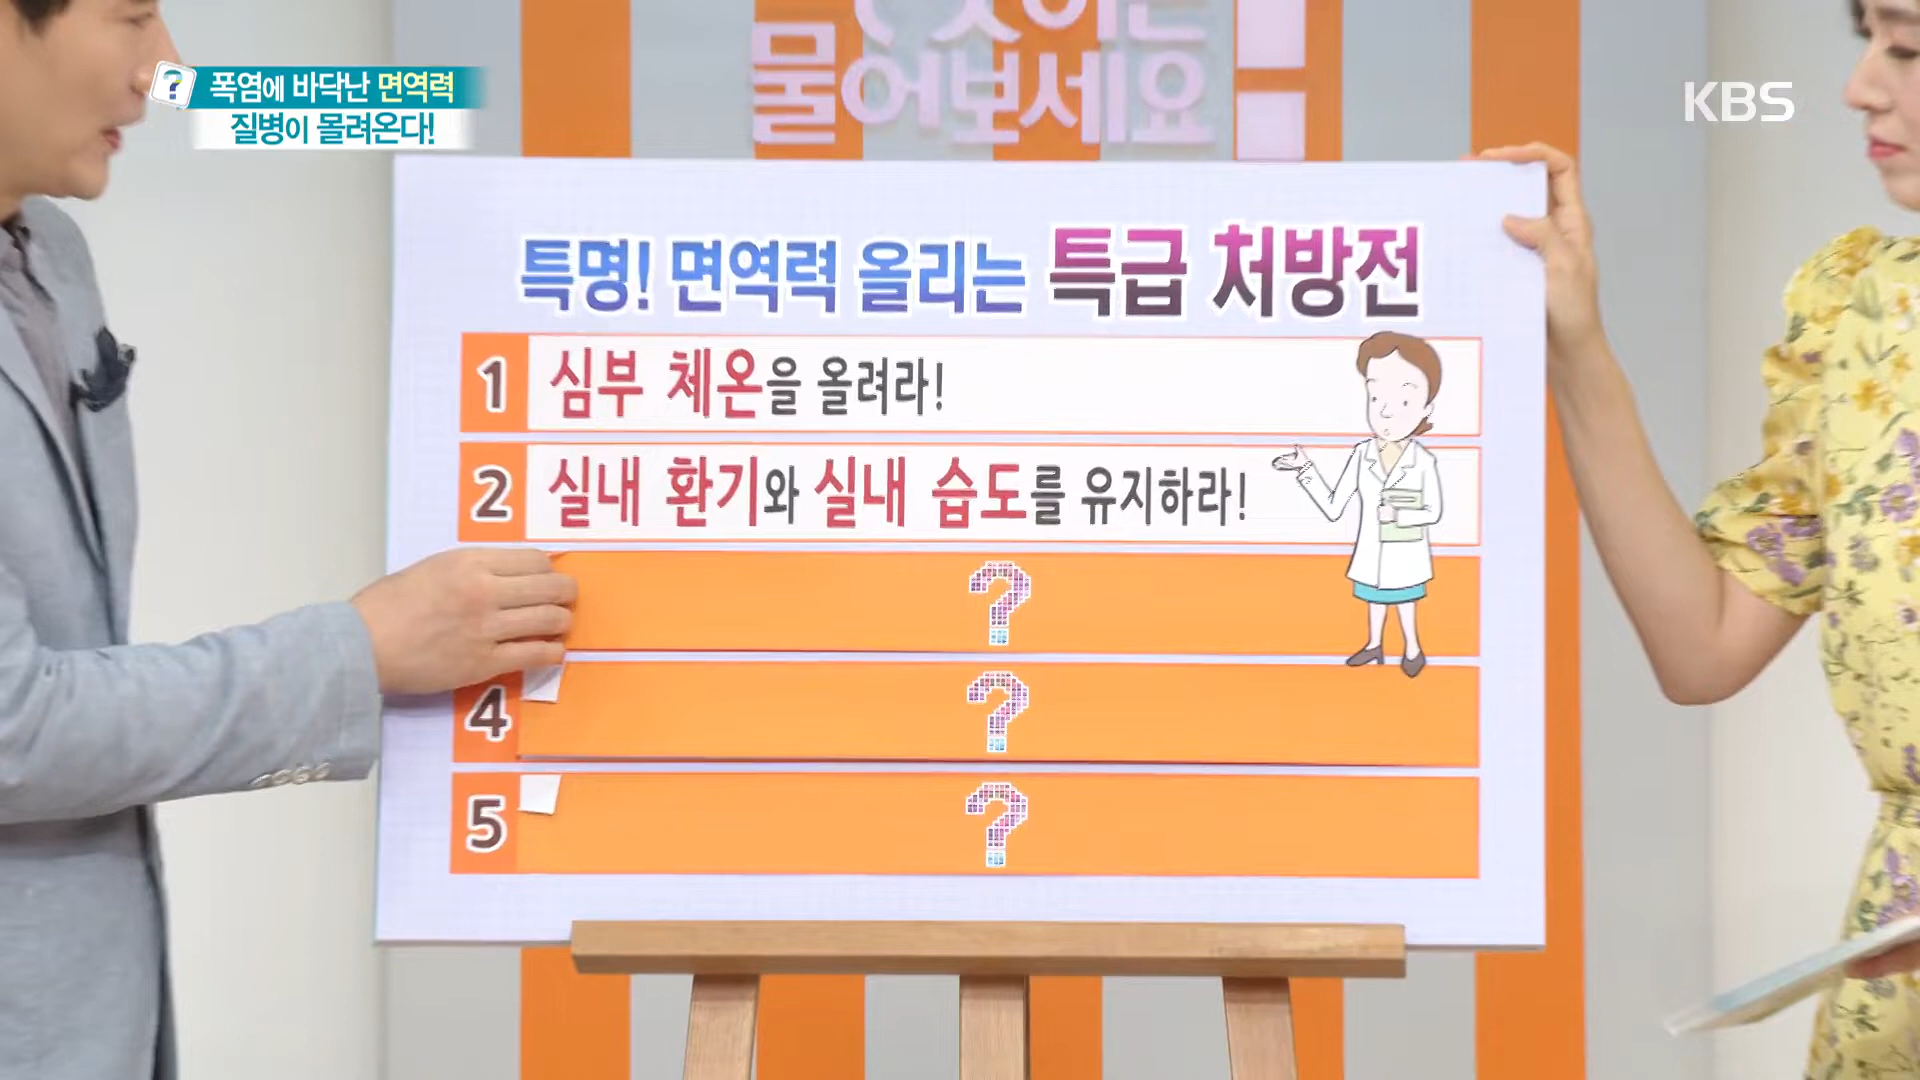 폭염에 바닥난 면역력
질병이 몰려온다!
KBS
물어보세요
특명! 면역력 올리는 특급 처방전
1 심부 체온을 올려라!
2 실내 환기와 실내 습도를 유지하라!
?
4 ?
5 ?